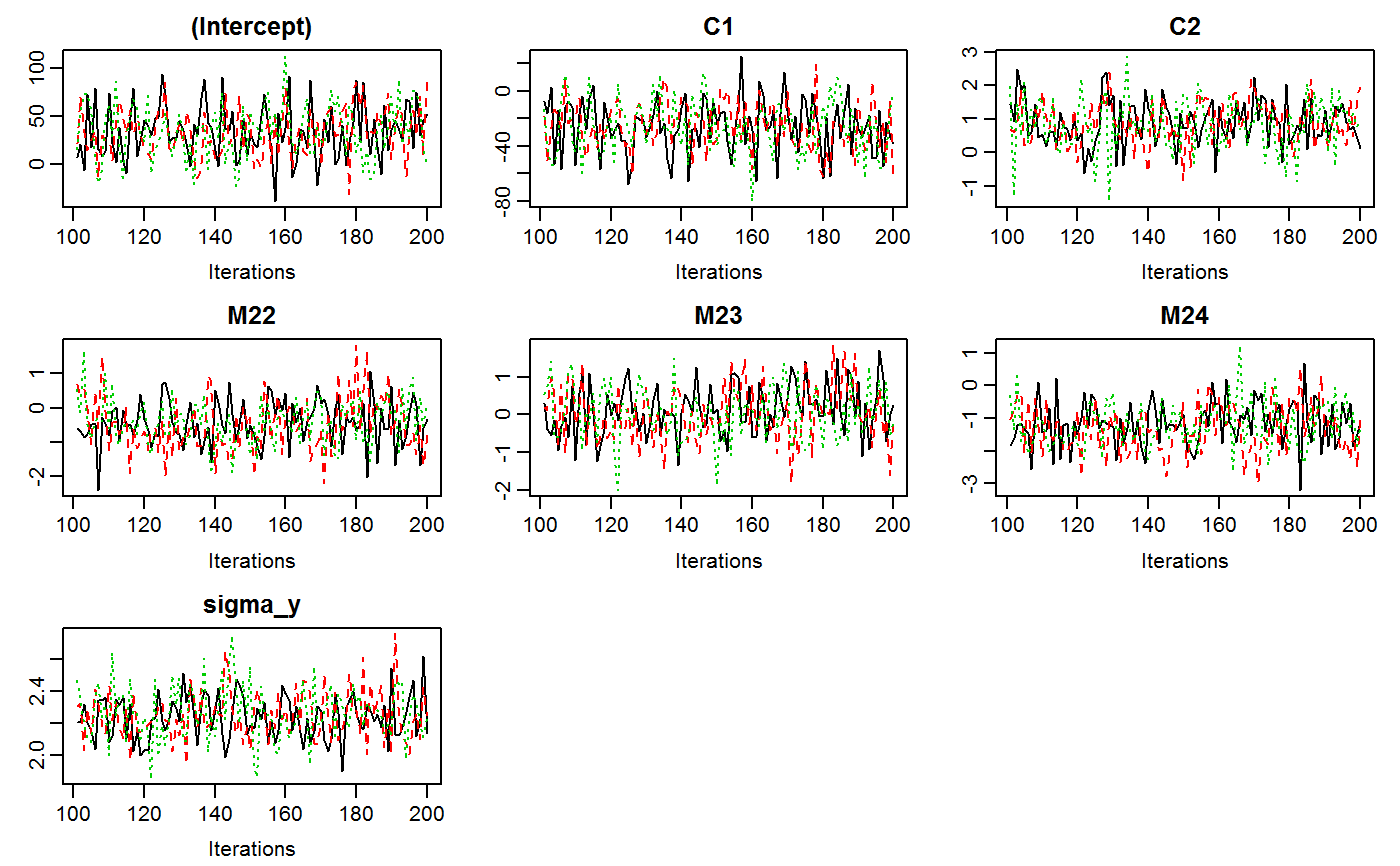 (Intercept) C1 C2
100 50 0
0 -40 -80
3 2 1 0 -1
100 120 140 160 180 200 100 120 140 160 180 200 100 120 140 160 180 200
Iterations Iterations Iterations
M22 M23 M24
1 0 -2
1 0 -1 -2
1 0 -1 -3
100 120 140 160 180 200 100 120 140 160 180 200 100 120 140 160 180 200
Iterations Iterations Iterations
sigma_y
2.4 2.0
100 120 140 160 180 200
Iterations